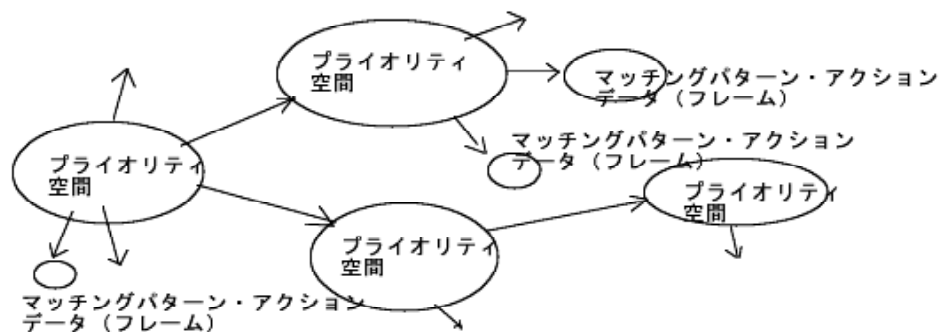 プライオリティ
空間
マッチングパターン・アクション
データ（フレーム）
マッチングパターン・アクション
データ（フレーム）
プライオリティ
空間
プライオリティ
空間
プライオリティ
空間
マッチングパターン・アクション
データ（フレーム）